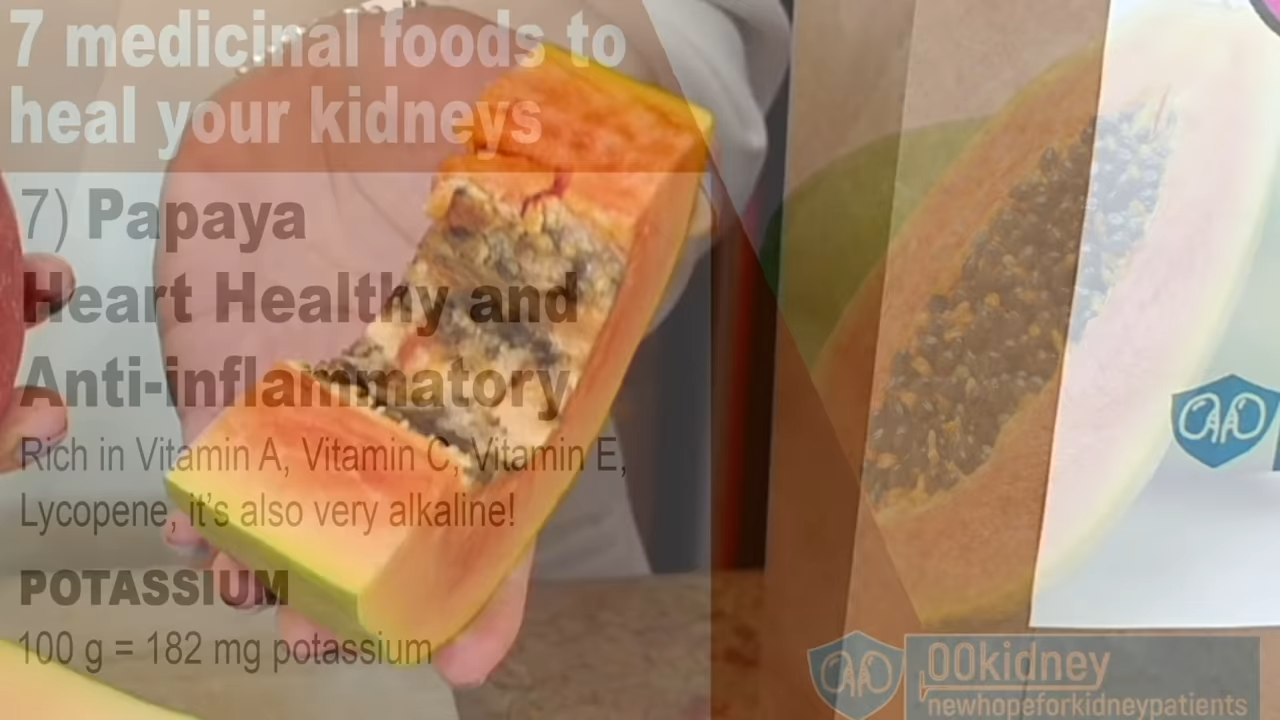 7 medicinal foods to
heal your kidneys
7) Papaya
Heart Healthy and
Anti-inflammatory
Rich in Vitamin A, Vitamin C, Vitamin E,
Lycopene, it's also very alkaline!
POTASSIUM
100 g = 182 mg potassium
00kidney
newhopeforkidneypatients